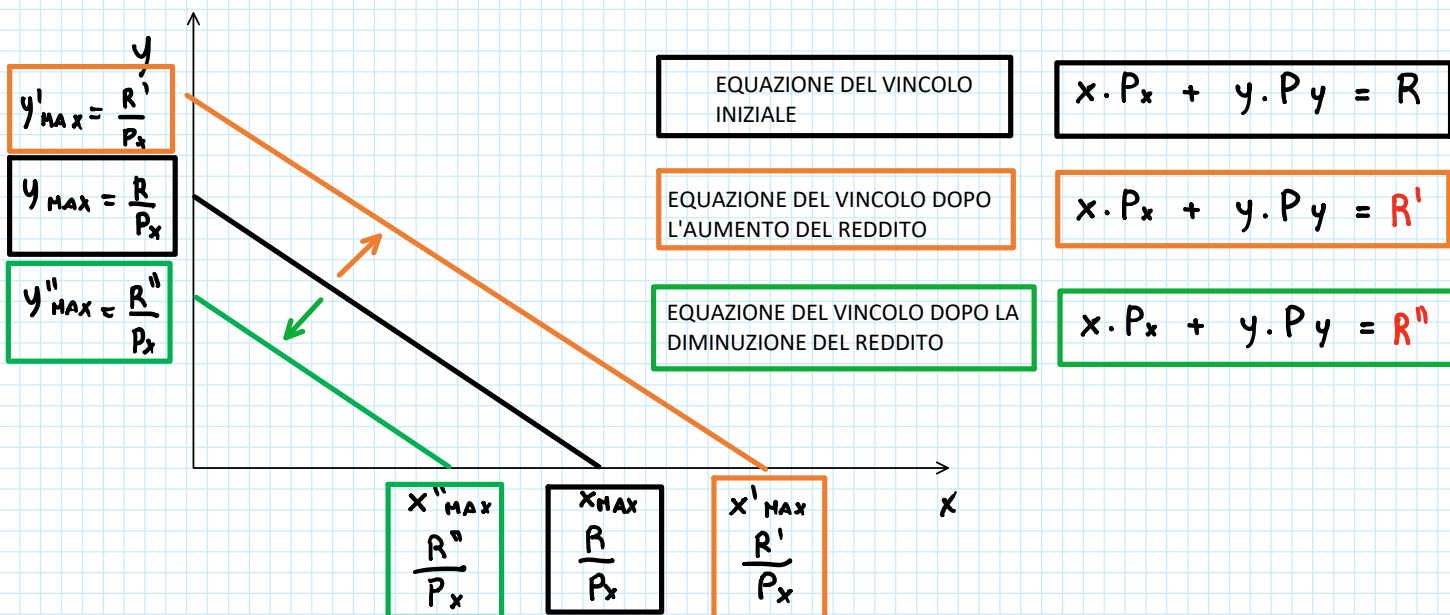 y
y'MAX = R'/Px
yMAX = R/Px
y"MAX = R"/Px
EQUAZIONE DEL VINCOLO
INIZIALE
x . Px + y . Py = R
EQUAZIONE DEL VINCOLO DOPO
L'AUMENTO DEL REDDITO
x . Px + y . Py = R'
EQUAZIONE DEL VINCOLO DOPO LA
DIMINUZIONE DEL REDDITO
x . Px + y . Py = R"
x"MAX
R"/Px
xMAX
R/Px
x'MAX
R'/Px
x